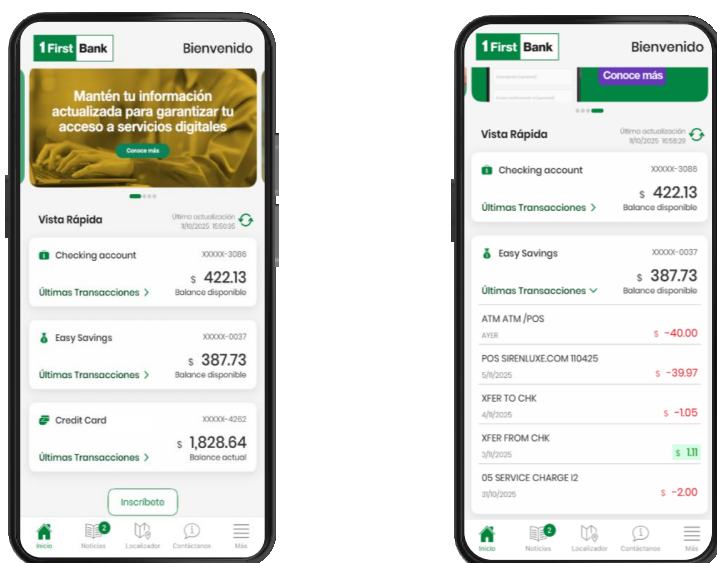 1First Bank
Bienvenido
Mantén tu información
actualizada para garantizar tu
acceso a servicios digitales
Conoce más
Vista Rápida
Última actualización
11/10/2025 16:50:35
Checking account
XXXXX-3086
$ 422.13
Últimas Transacciones
Balance disponible
Easy Savings
XXXXX-0037
$ 387.73
Últimas Transacciones
Balance disponible
Credit Card
XXXXX-4262
$ 1,828.64
Últimas Transacciones
Balance actual
Inscríbete
2
Inicio
Noticias
Localizador
Contáctanos
Más
1First Bank
Bienvenido
Conoce más
Vista Rápida
Última actualización
11/10/2025 16:58:29
Checking account
XXXXX-3086
$ 422.13
Últimas Transacciones
Balance disponible
Easy Savings
XXXXX-0037
$ 387.73
Últimas Transacciones
Balance disponible
ATM ATM /POS
AYER
$ -40.00
POS SIRENLUXE.COM 110425
5/11/2025
$ -39.97
XFER TO CHK
4/11/2025
$ -1.05
XFER FROM CHK
3/11/2025
$ 1.11
05 SERVICE CHARGE 12
31/10/2025
$ -2.00
2
Inicio
Noticias
Localizador
Contáctanos
Más